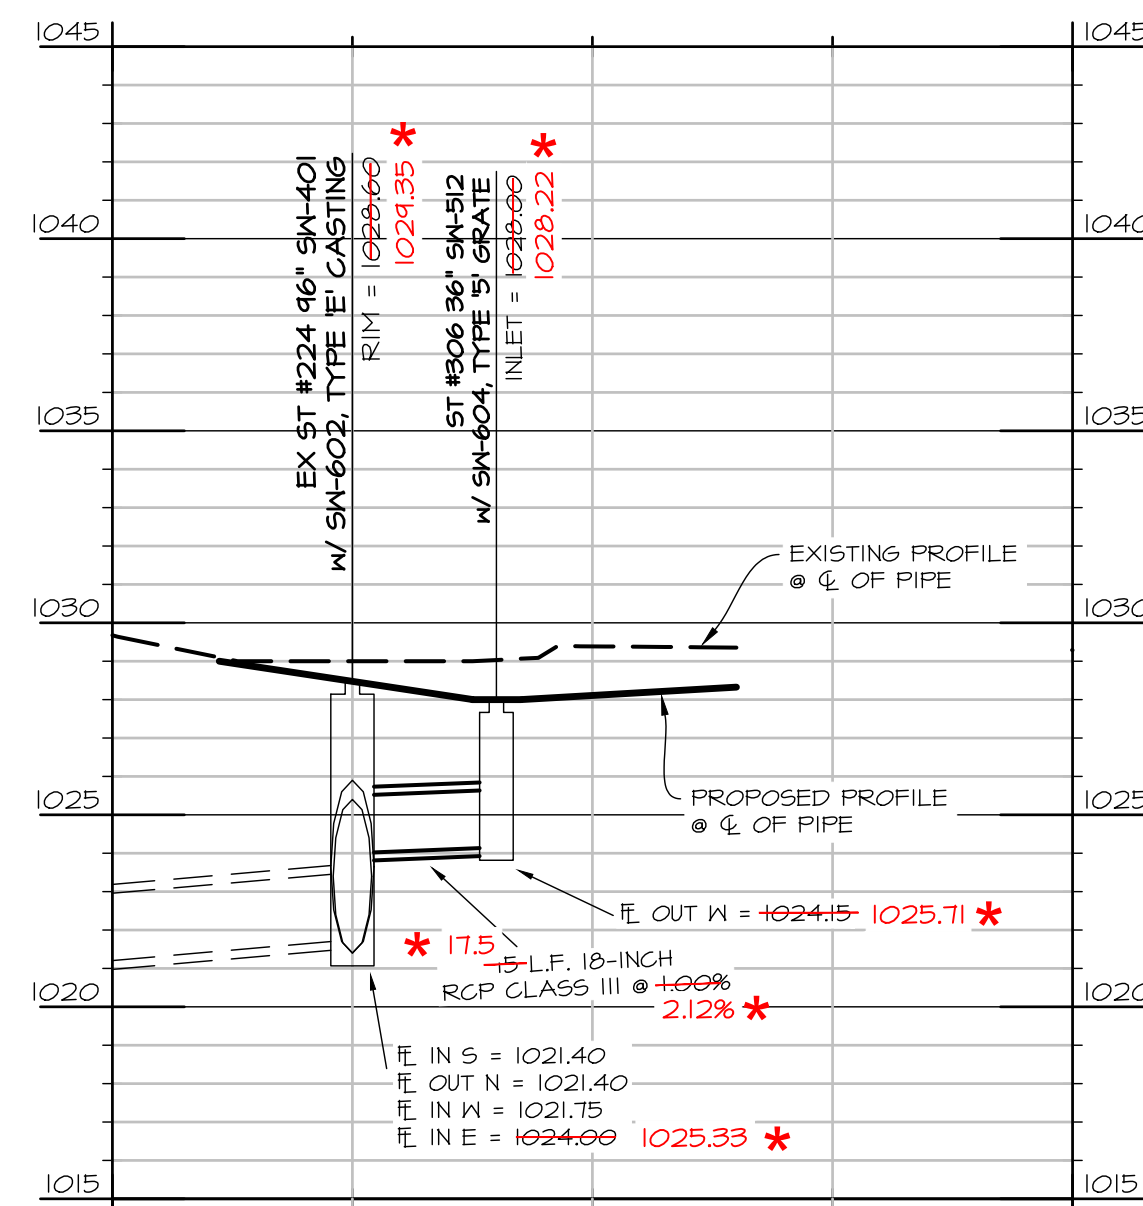 1045
1045
1040
1040
1035
1035
1030
1030
1025
1025
1020
1020
1015
1015
EX ST #224 96" SW-401
W/ SW-602, TYPE 'E' CASTING
RIM = 1028.60
* 1029.35
ST #306 36" SW-512
W/ SW-604, TYPE '5' GRATE
INLET = 1028.00
* 1028.22
EXISTING PROFILE
@ ℄ OF PIPE
PROPOSED PROFILE
@ ℄ OF PIPE
FL OUT W = 1024.15 1025.71 *
* 17.5
15 L.F. 18-INCH
RCP CLASS III @ 1.00%
2.12% *
FL IN S = 1021.40
FL OUT N = 1021.40
FL IN W = 1021.75
FL IN E = 1024.00 1025.33 *